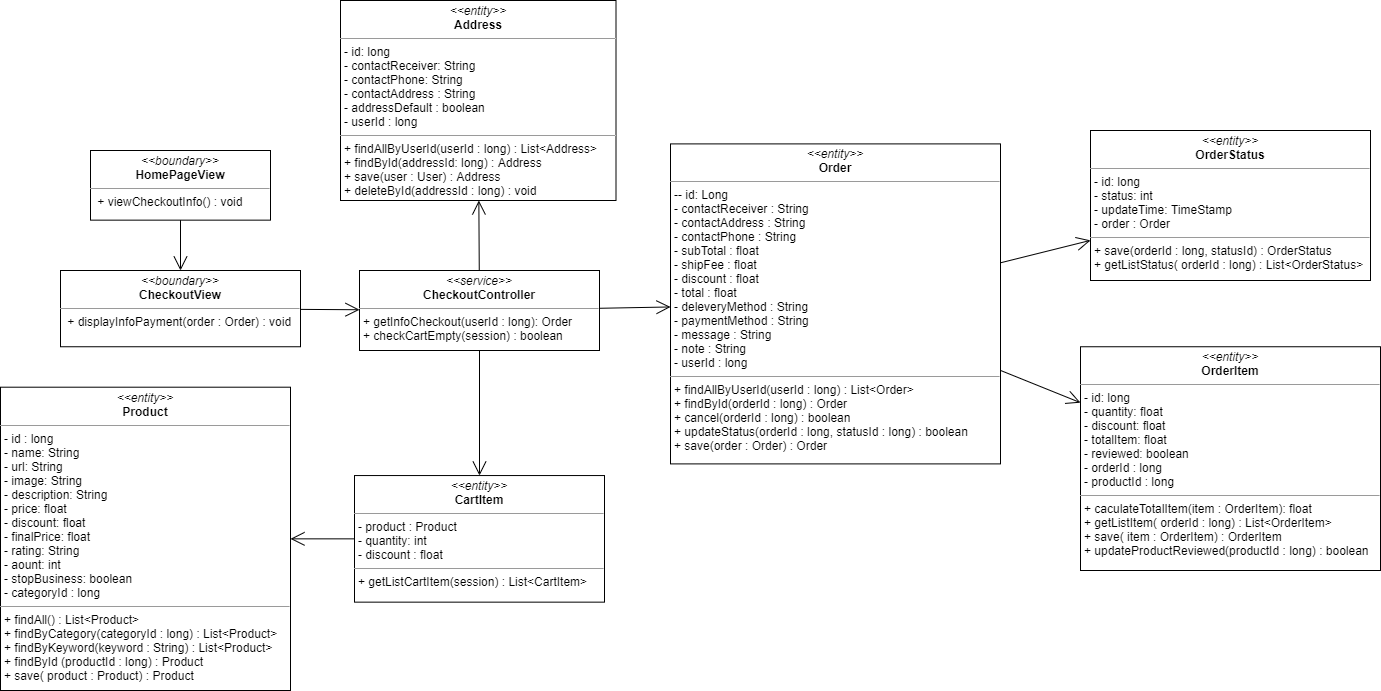 <<entity>>
Address
- id: long
- contactReceiver: String
- contactPhone: String
- contactAddress : String
- addressDefault : boolean
- userId : long
+ findAllByUserId(userId : long) : List<Address>
+ findById(addressId: long) : Address
+ save(user : User) : Address
+ deleteById(addressId : long) : void
<<boundary>>
HomePageView
+ viewCheckoutInfo() : void
<<boundary>>
CheckoutView
+ displayInfoPayment(order : Order) : void
<<service>>
CheckoutController
+ getInfoCheckout(userId : long): Order
+ checkCartEmpty(session) : boolean
<<entity>>
Order
-- id: Long
- contactReceiver : String
- contactAddress : String
- contactPhone : String
- subTotal : float
- shipFee : float
- discount : float
- total : float
- deleveryMethod : String
- paymentMethod : String
- message : String
- note : String
- userId : long
+ findAllByUserId(userId : long) : List<Order>
+ findById(orderId : long) : Order
+ cancel(orderId : long) : boolean
+ updateStatus(orderId : long, statusId : long) : boolean
+ save(order : Order) : Order
<<entity>>
OrderStatus
- id: long
- status: int
- updateTime: TimeStamp
- order : Order
+ save(orderId : long, statusId) : OrderStatus
+ getListStatus( orderId : long) : List<OrderStatus>
<<entity>>
OrderItem
- id: long
- quantity: float
- discount: float
- totalItem: float
- reviewed: boolean
- orderId : long
- productId : long
+ caculateTotalItem(item : OrderItem): float
+ getListItem( orderId : long) : List<OrderItem>
+ save( item : OrderItem) : OrderItem
+ updateProductReviewed(productId : long) : boolean
<<entity>>
Product
- id : long
- name: String
- url: String
- image: String
- description: String
- price: float
- discount: float
- finalPrice: float
- rating: String
- aount: int
- stopBusiness: boolean
- categoryId : long
+ findAll() : List<Product>
+ findByCategory(categoryId : long) : List<Product>
+ findByKeyword(keyword : String) : List<Product>
+ findById (productId : long) : Product
+ save( product : Product) : Product
<<entity>>
CartItem
- product : Product
- quantity: int
- discount : float
+ getListCartItem(session) : List<CartItem>